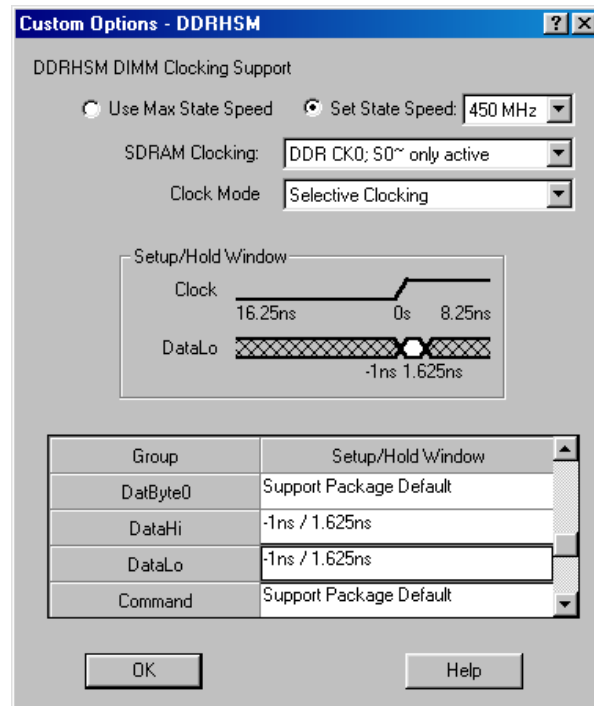 Custom Options - DDRHSM
DDRHSM DIMM Clocking Support
Use Max State Speed Set State Speed: 450 MHz
SDRAM Clocking: DDR CK0; S0~ only active
Clock Mode Selective Clocking
Setup/Hold Window
Clock
16.25ns 0s 8.25ns
DataLo
-1ns 1.625ns
Group Setup/Hold Window
DatByte0 Support Package Default
DataHi -1ns / 1.625ns
DataLo -1ns / 1.625ns
Command Support Package Default
OK Help